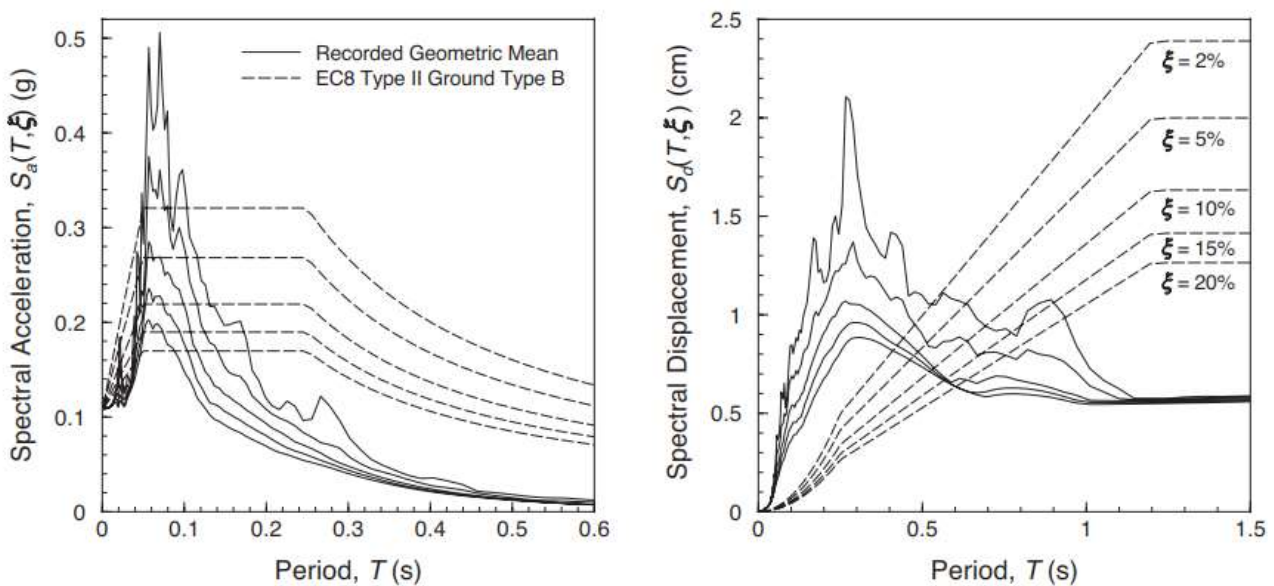 Spectral Acceleration, Sa(T,ξ) (g)
0.5
0.4
0.3
0.2
0.1
0
Recorded Geometric Mean
EC8 Type II Ground Type B
0 0.1 0.2 0.3 0.4 0.5 0.6
Period, T (s)
Spectral Displacement, Sd(T,ξ) (cm)
2.5
2
1.5
1
0.5
0
ξ = 2%
ξ = 5%
ξ = 10%
ξ = 15%
ξ = 20%
0 0.5 1 1.5
Period, T (s)